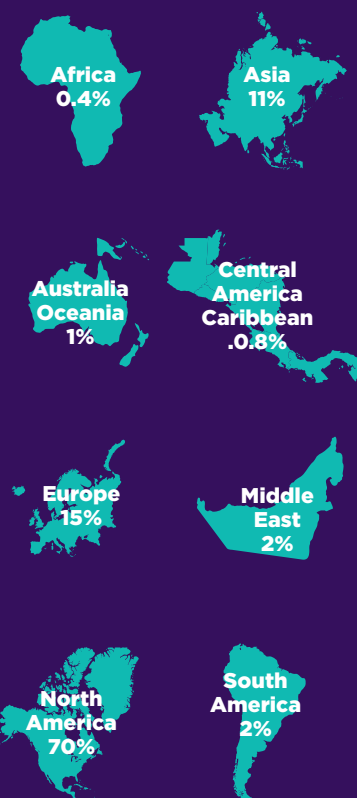 Africa
0.4%
Asia
11%
Australia
Oceania
1%
Central
America
Caribbean
.0.8%
Europe
15%
Middle
East
2%
North
America
70%
South
America
2%